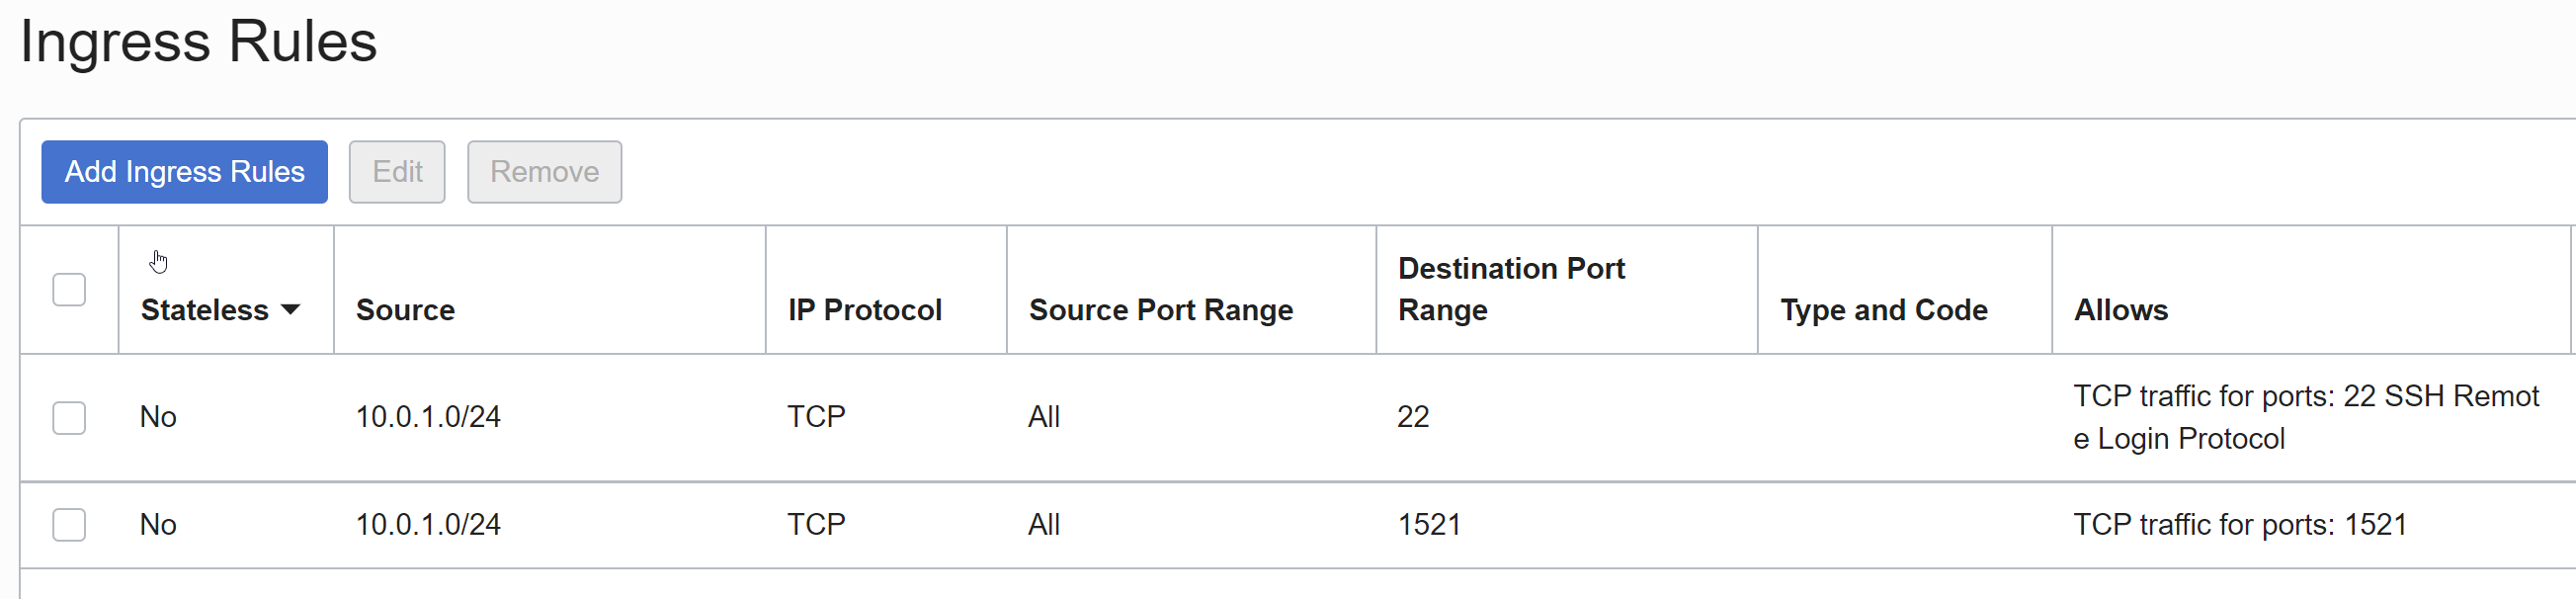 Ingress Rules
Add Ingress Rules Edit Remove
Stateless Source IP Protocol Source Port Range Destination Port
Range Type and Code Allows
No 10.0.1.0/24 TCP All 22 TCP traffic for ports: 22 SSH Remot
e Login Protocol
No 10.0.1.0/24 TCP All 1521 TCP traffic for ports: 1521